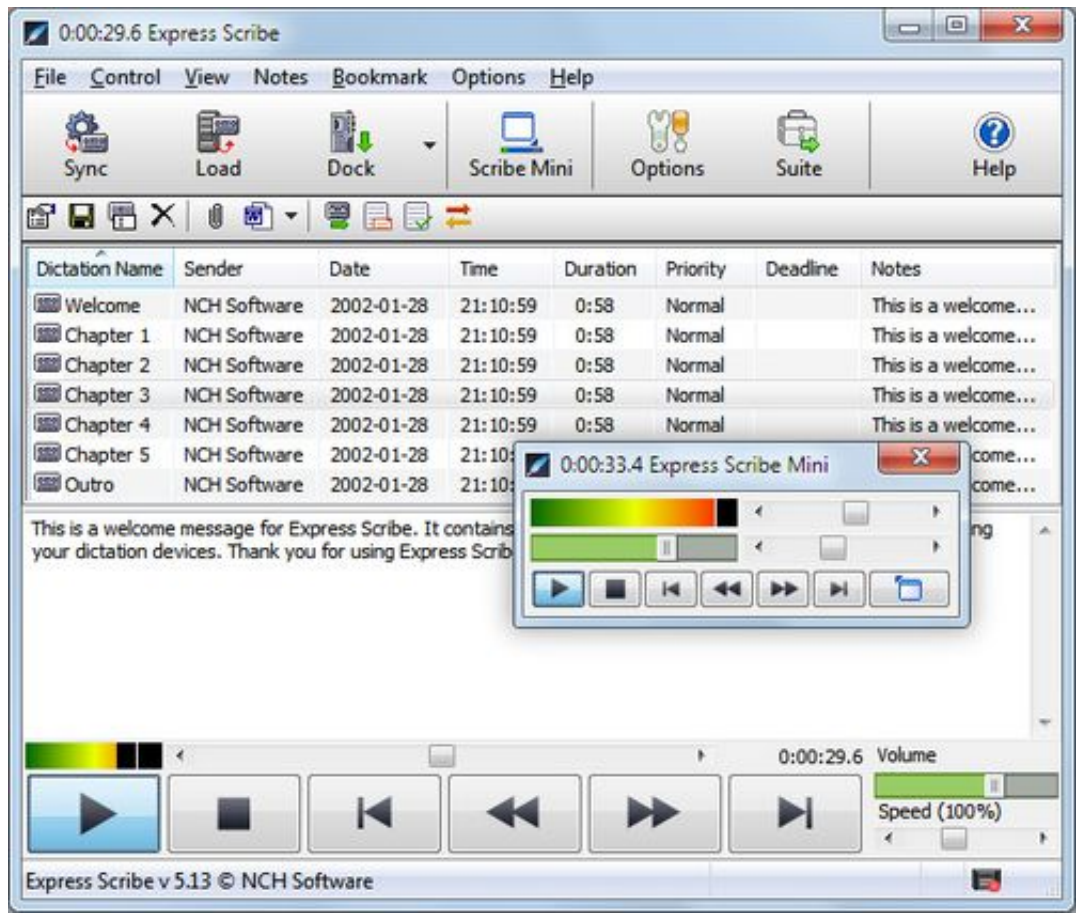 0:00:29.6 Express Scribe
File Control View Notes Bookmark Options Help
Sync Load Dock Scribe Mini Options Suite Help
Dictation Name Sender Date Time Duration Priority Deadline Notes
Welcome NCH Software 2002-01-28 21:10:59 0:58 Normal This is a welcome...
Chapter 1 NCH Software 2002-01-28 21:10:59 0:58 Normal This is a welcome...
Chapter 2 NCH Software 2002-01-28 21:10:59 0:58 Normal This is a welcome...
Chapter 3 NCH Software 2002-01-28 21:10:59 0:58 Normal This is a welcome...
Chapter 4 NCH Software 2002-01-28 21:10:59 0:58 Normal This is a welcome...
Chapter 5 NCH Software 2002-01-28 21:10: come...
Outro NCH Software 2002-01-28 21:10: come...
0:00:33.4 Express Scribe Mini
This is a welcome message for Express Scribe. It contains ng
your dictation devices. Thank you for using Express Scrib
0:00:29.6 Volume
Speed (100%)
Express Scribe v 5.13 © NCH Software